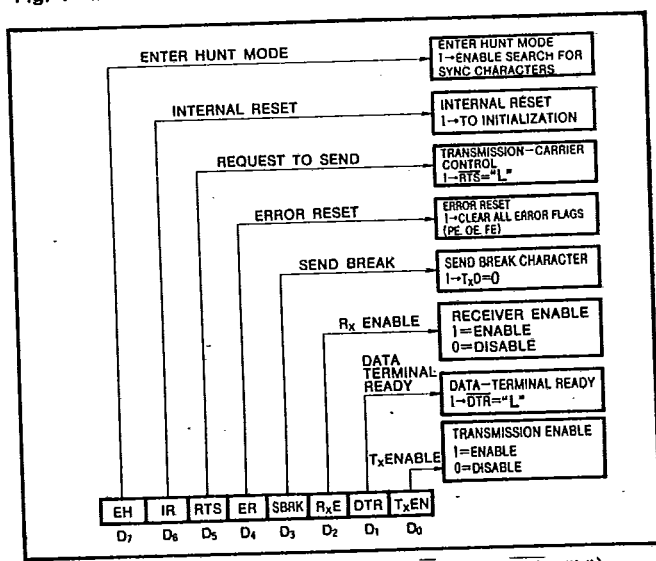 ENTER HUNT MODE
ENTER HUNT MODE
1→ENABLE SEARCH FOR
SYNC CHARACTERS
INTERNAL RESET
INTERNAL RESET
1→TO INITIALIZATION
REQUEST TO SEND
TRANSMISSION-CARRIER
CONTROL
1→R̅T̅S̅="L"
ERROR RESET
ERROR RESET
1→CLEAR ALL ERROR FLAGS
(PE, OE, FE)
SEND BREAK
SEND BREAK CHARACTER
1→TxD=0
Rx ENABLE
RECEIVER ENABLE
1=ENABLE
0=DISABLE
DATA
TERMINAL
READY
DATA-TERMINAL READY
1→D̅T̅R̅="L"
TxENABLE
TRANSMISSION ENABLE
1=ENABLE
0=DISABLE
EH IR RTS ER SBRK RxE DTR TxEN
D7 D6 D5 D4 D3 D2 D1 D0